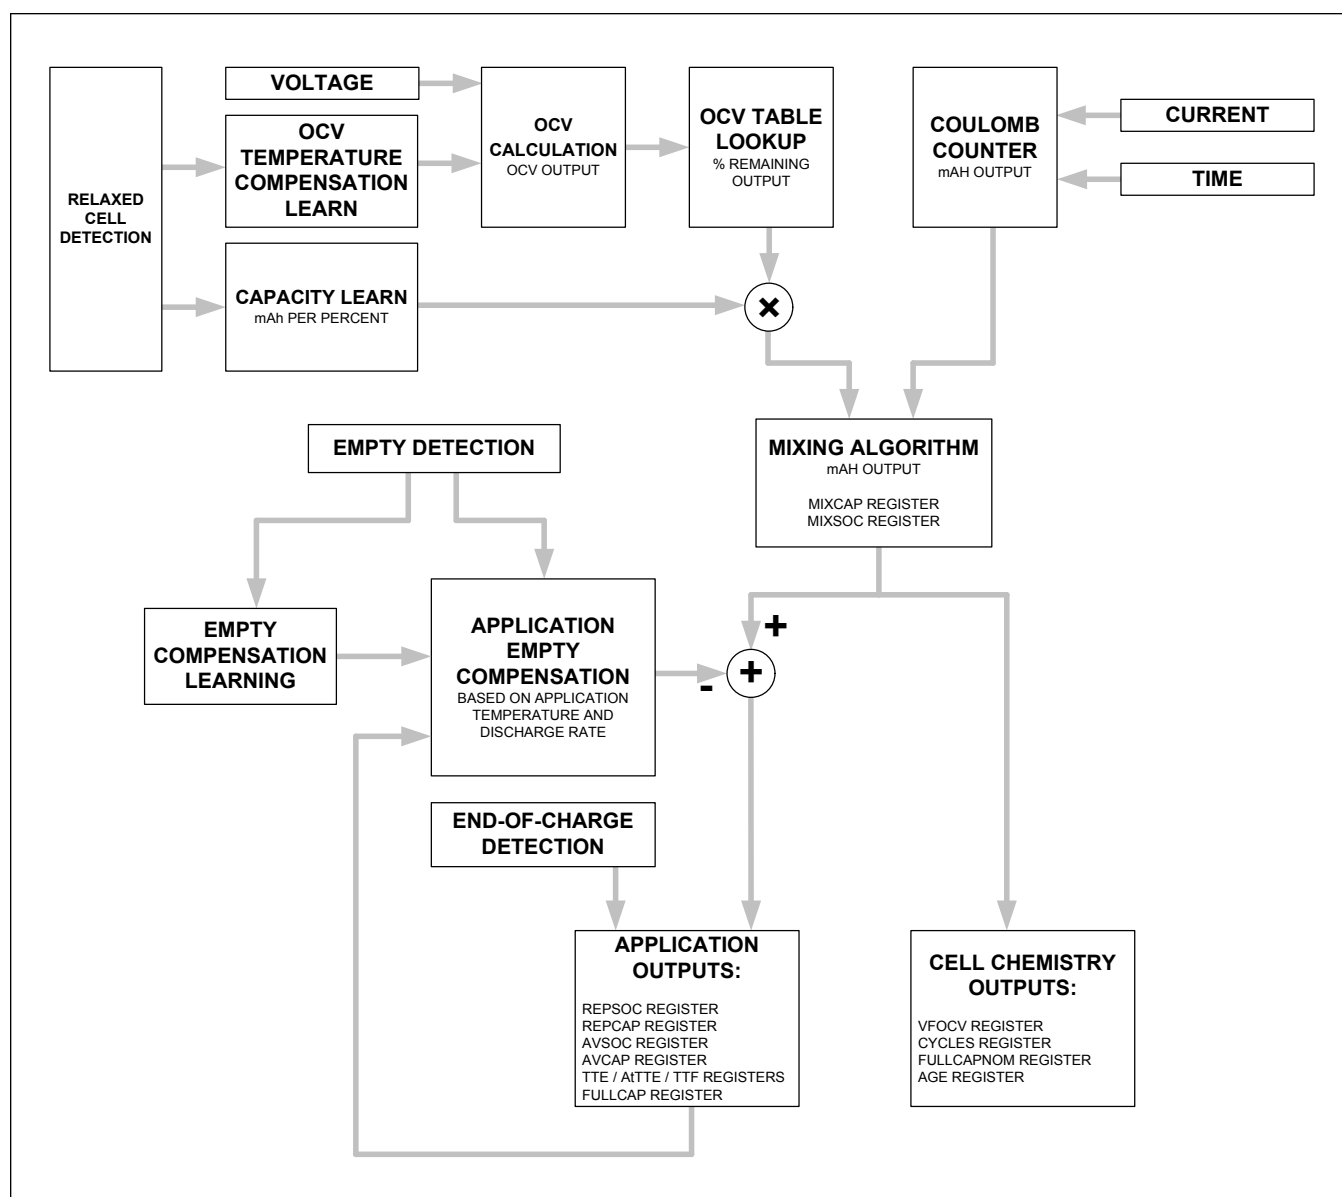 RELAXED
CELL
DETECTION
VOLTAGE
OCV
TEMPERATURE
COMPENSATION
LEARN
CAPACITY LEARN
mAh PER PERCENT
OCV
CALCULATION
OCV OUTPUT
OCV TABLE
LOOKUP
% REMAINING
OUTPUT
COULOMB
COUNTER
mAH OUTPUT
CURRENT
TIME
×
MIXING ALGORITHM
mAH OUTPUT
MIXCAP REGISTER
MIXSOC REGISTER
EMPTY DETECTION
EMPTY
COMPENSATION
LEARNING
APPLICATION
EMPTY
COMPENSATION
BASED ON APPLICATION
TEMPERATURE AND
DISCHARGE RATE
+
+
-
END-OF-CHARGE
DETECTION
APPLICATION
OUTPUTS:
REPSOC REGISTER
REPCAP REGISTER
AVSOC REGISTER
AVCAP REGISTER
TTE / AtTTE / TTF REGISTERS
FULLCAP REGISTER
CELL CHEMISTRY
OUTPUTS:
VFOCV REGISTER
CYCLES REGISTER
FULLCAPNOM REGISTER
AGE REGISTER